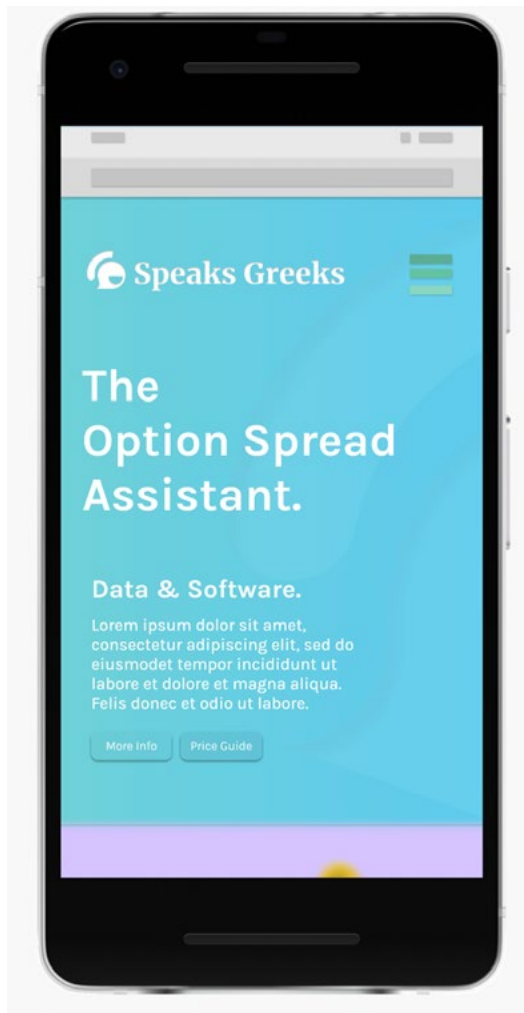 Speaks Greeks
The
Option Spread
Assistant.
Data & Software.
Lorem ipsum dolor sit amet,
consectetur adipiscing elit, sed do
eiusmodet tempor incididunt ut
labore et dolore et magna aliqua.
Felis donec et odio ut labore.
More Info Price Guide